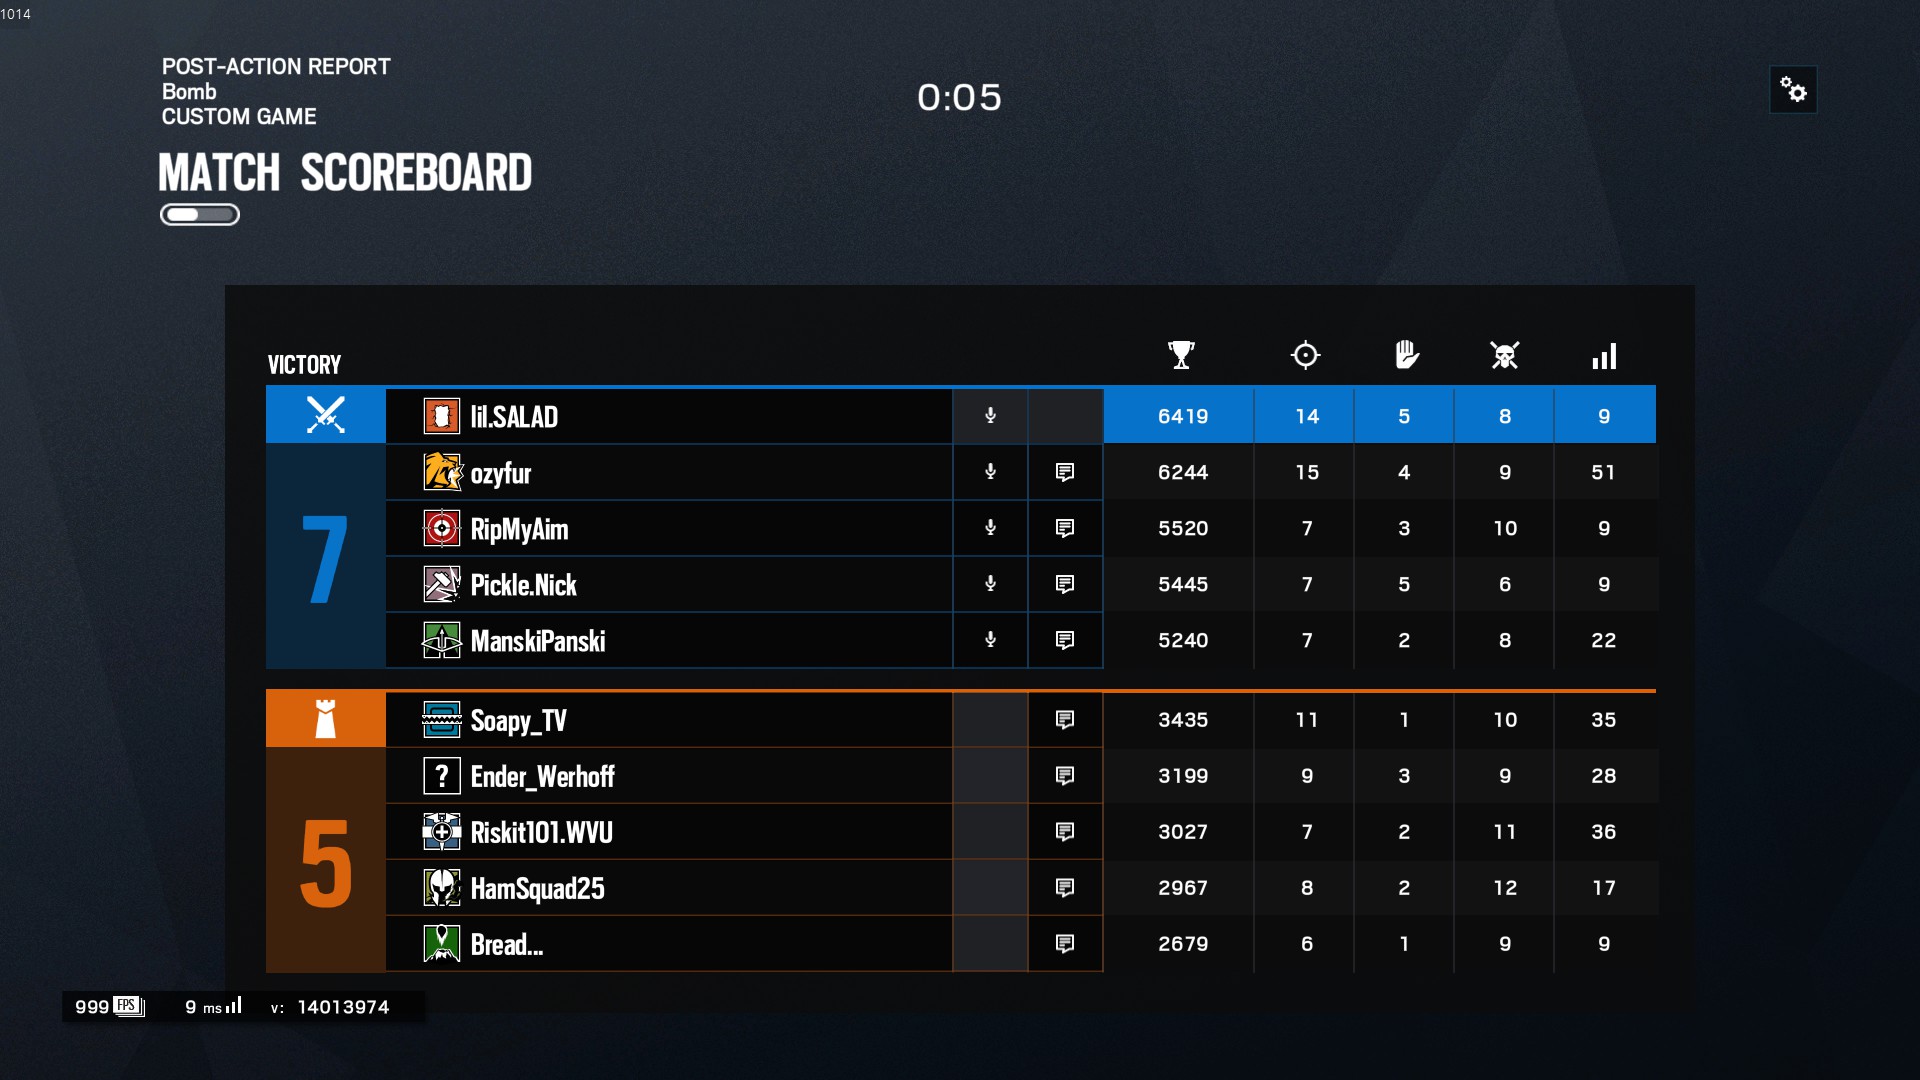 1014
POST-ACTION REPORT
Bomb
CUSTOM GAME
0:05
MATCH SCOREBOARD
VICTORY
lil.SALAD 6419 14 5 8 9
ozyfur 6244 15 4 9 51
RipMyAim 5520 7 3 10 9
7
Pickle.Nick 5445 7 5 6 9
ManskiPanski 5240 7 2 8 22
Soapy_TV 3435 11 1 10 35
? Ender_Werhoff 3199 9 3 9 28
Riskit101.WVU 3027 7 2 11 36
5
HamSquad25 2967 8 2 12 17
Bread... 2679 6 1 9 9
999 FPS 9 ms v: 14013974